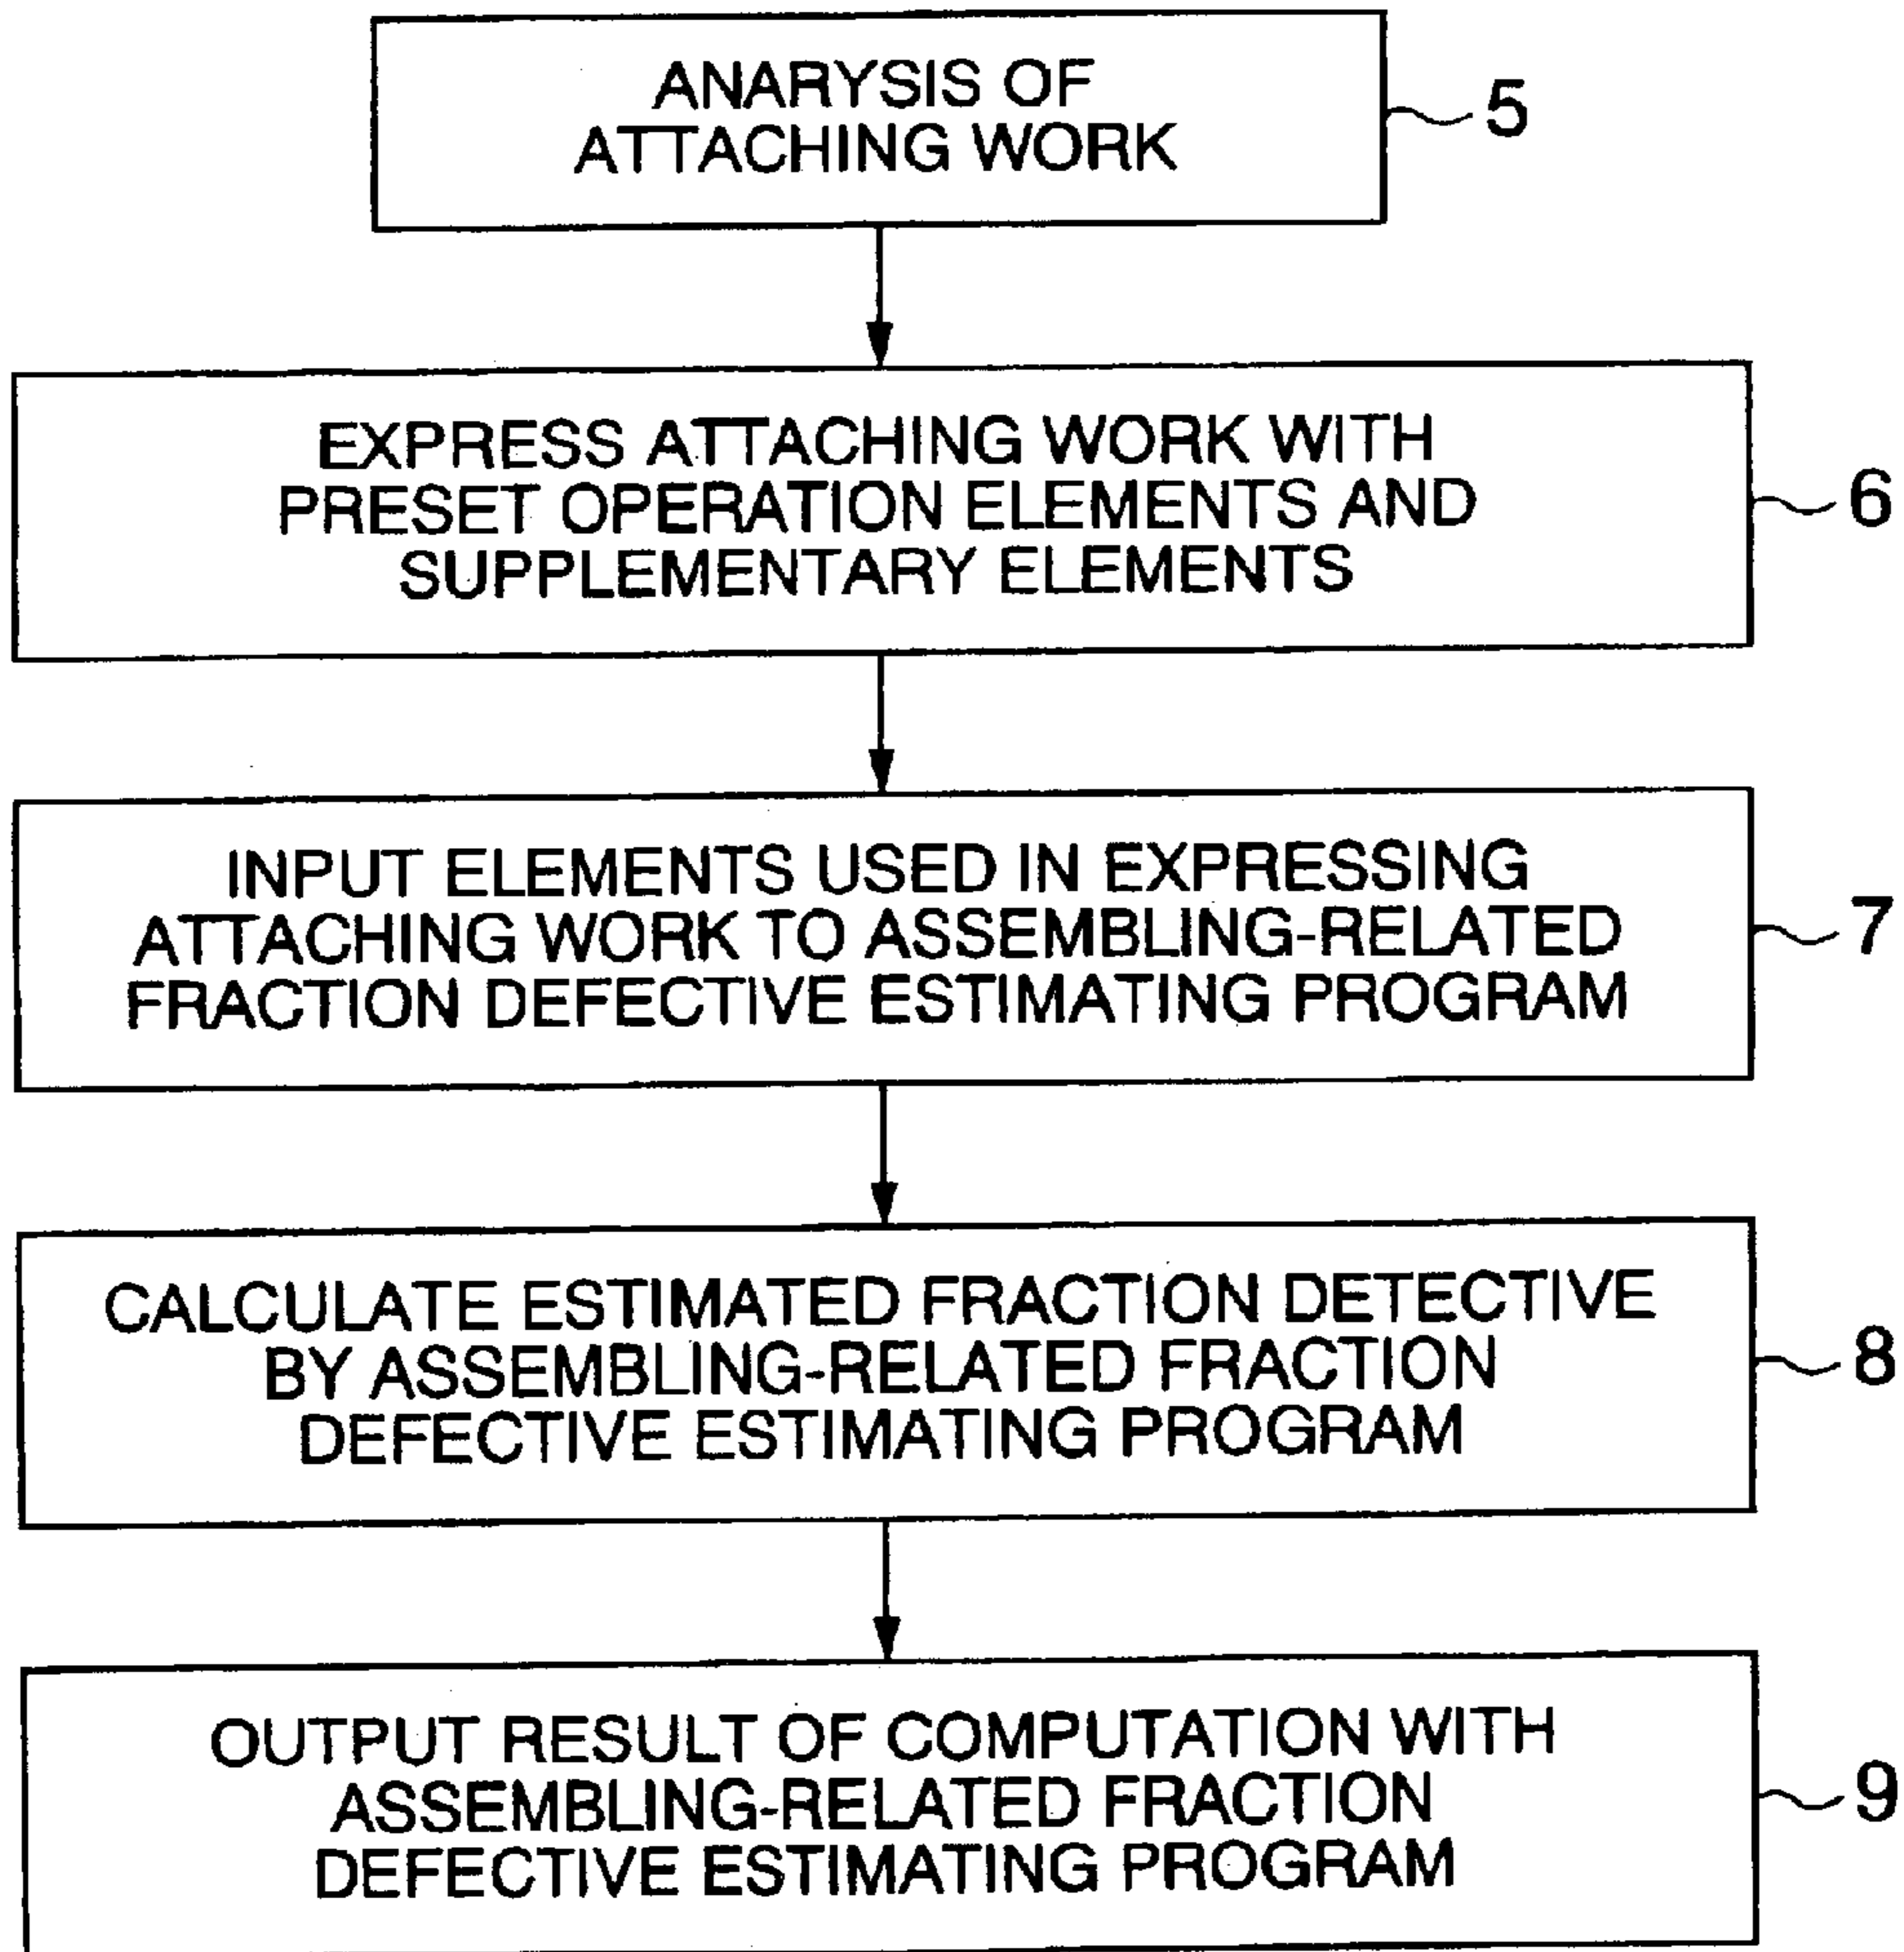 ANARYSIS OF
ATTACHING WORK
5
EXPRESS ATTACHING WORK WITH
PRESET OPERATION ELEMENTS AND
SUPPLEMENTARY ELEMENTS
6
INPUT ELEMENTS USED IN EXPRESSING
ATTACHING WORK TO ASSEMBLING-RELATED
FRACTION DEFECTIVE ESTIMATING PROGRAM
7
CALCULATE ESTIMATED FRACTION DETECTIVE
BY ASSEMBLING-RELATED FRACTION
DEFECTIVE ESTIMATING PROGRAM
8
OUTPUT RESULT OF COMPUTATION WITH
ASSEMBLING-RELATED FRACTION
DEFECTIVE ESTIMATING PROGRAM
9